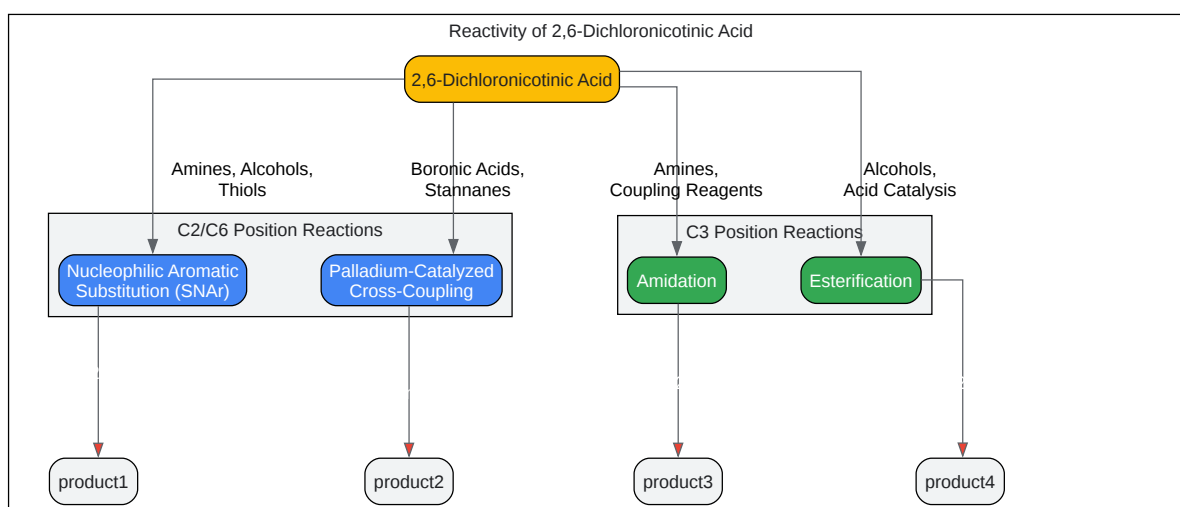 Reactivity of 2,6-Dichloronicotinic Acid
2,6-Dichloronicotinic Acid
Amines, Alcohols,
Thiols
Boronic Acids,
Stannanes
Amines,
Coupling Reagents
Alcohols,
Acid Catalysis
C2/C6 Position Reactions
C3 Position Reactions
Nucleophilic Aromatic
Substitution (SNAr)
Palladium-Catalyzed
Cross-Coupling
Amidation
Esterification
product1
product2
product3
product4